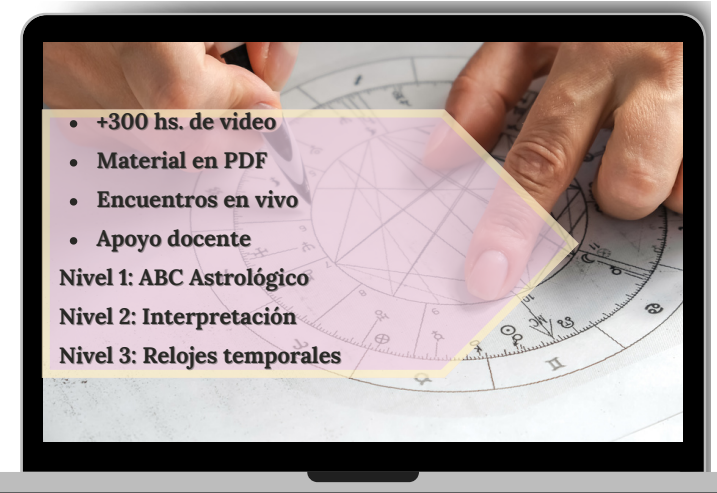 +300 hs. de video
Material en PDF
Encuentros en vivo
Apoyo docente
Nivel 1: ABC Astrológico
Nivel 2: Interpretación
Nivel 3: Relojes temporales